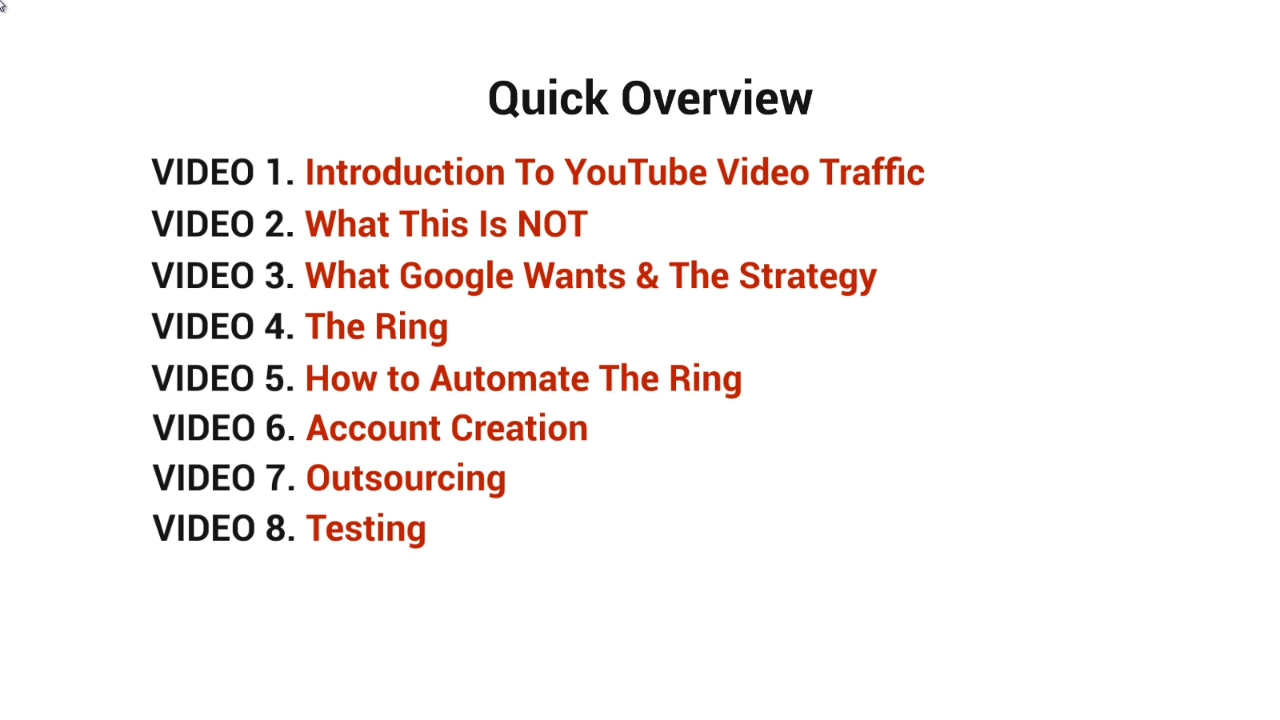 Quick Overview
VIDEO 1. Introduction To YouTube Video Traffic
VIDEO 2. What This Is NOT
VIDEO 3. What Google Wants & The Strategy
VIDEO 4. The Ring
VIDEO 5. How to Automate The Ring
VIDEO 6. Account Creation
VIDEO 7. Outsourcing
VIDEO 8. Testing